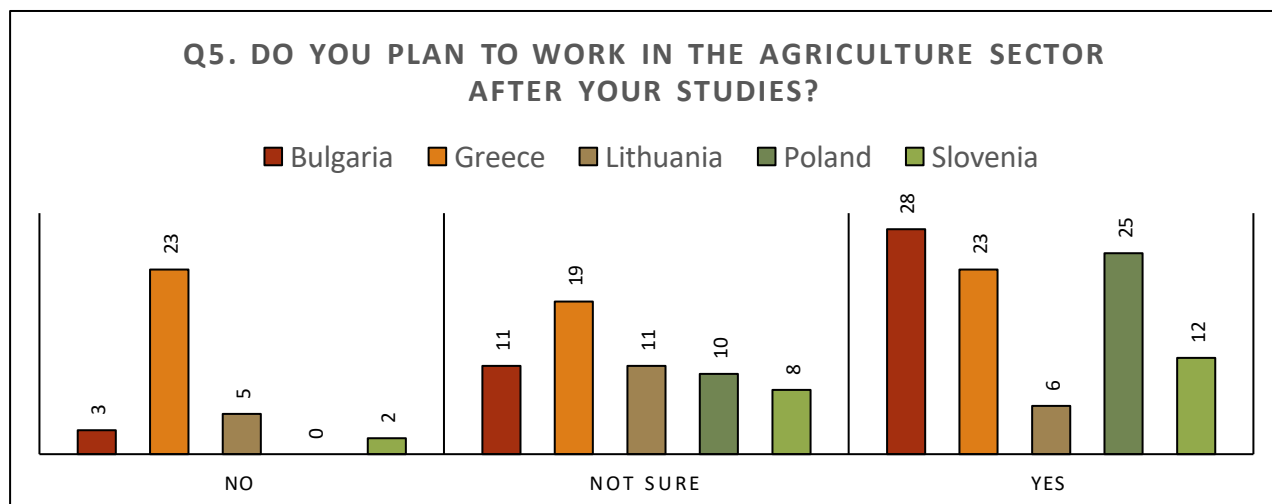 Q5. DO YOU PLAN TO WORK IN THE AGRICULTURE SECTOR
AFTER YOUR STUDIES?
Bulgaria Greece Lithuania Poland Slovenia
3 23 5 0 2
11 19 11 10 8
28 23 6 25 12
NO NOT SURE YES